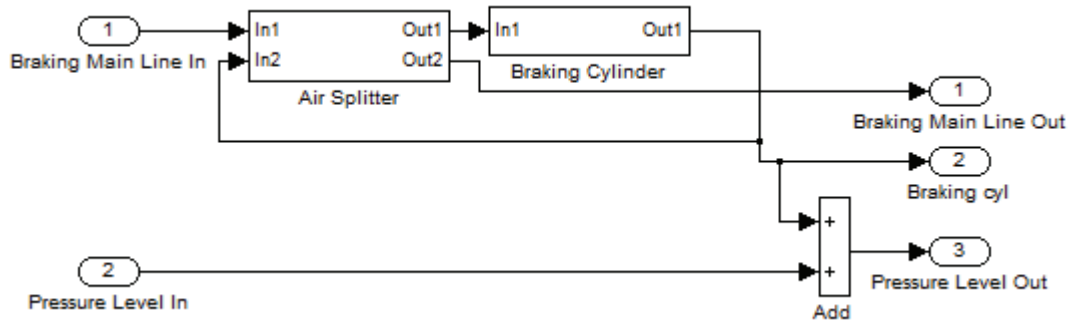 1
Braking Main Line In
In1
In2
Out1
Out2
Air Splitter
In1
Out1
Braking Cylinder
1
Braking Main Line Out
2
Braking cyl
2
Pressure Level In
+
+
Add
3
Pressure Level Out